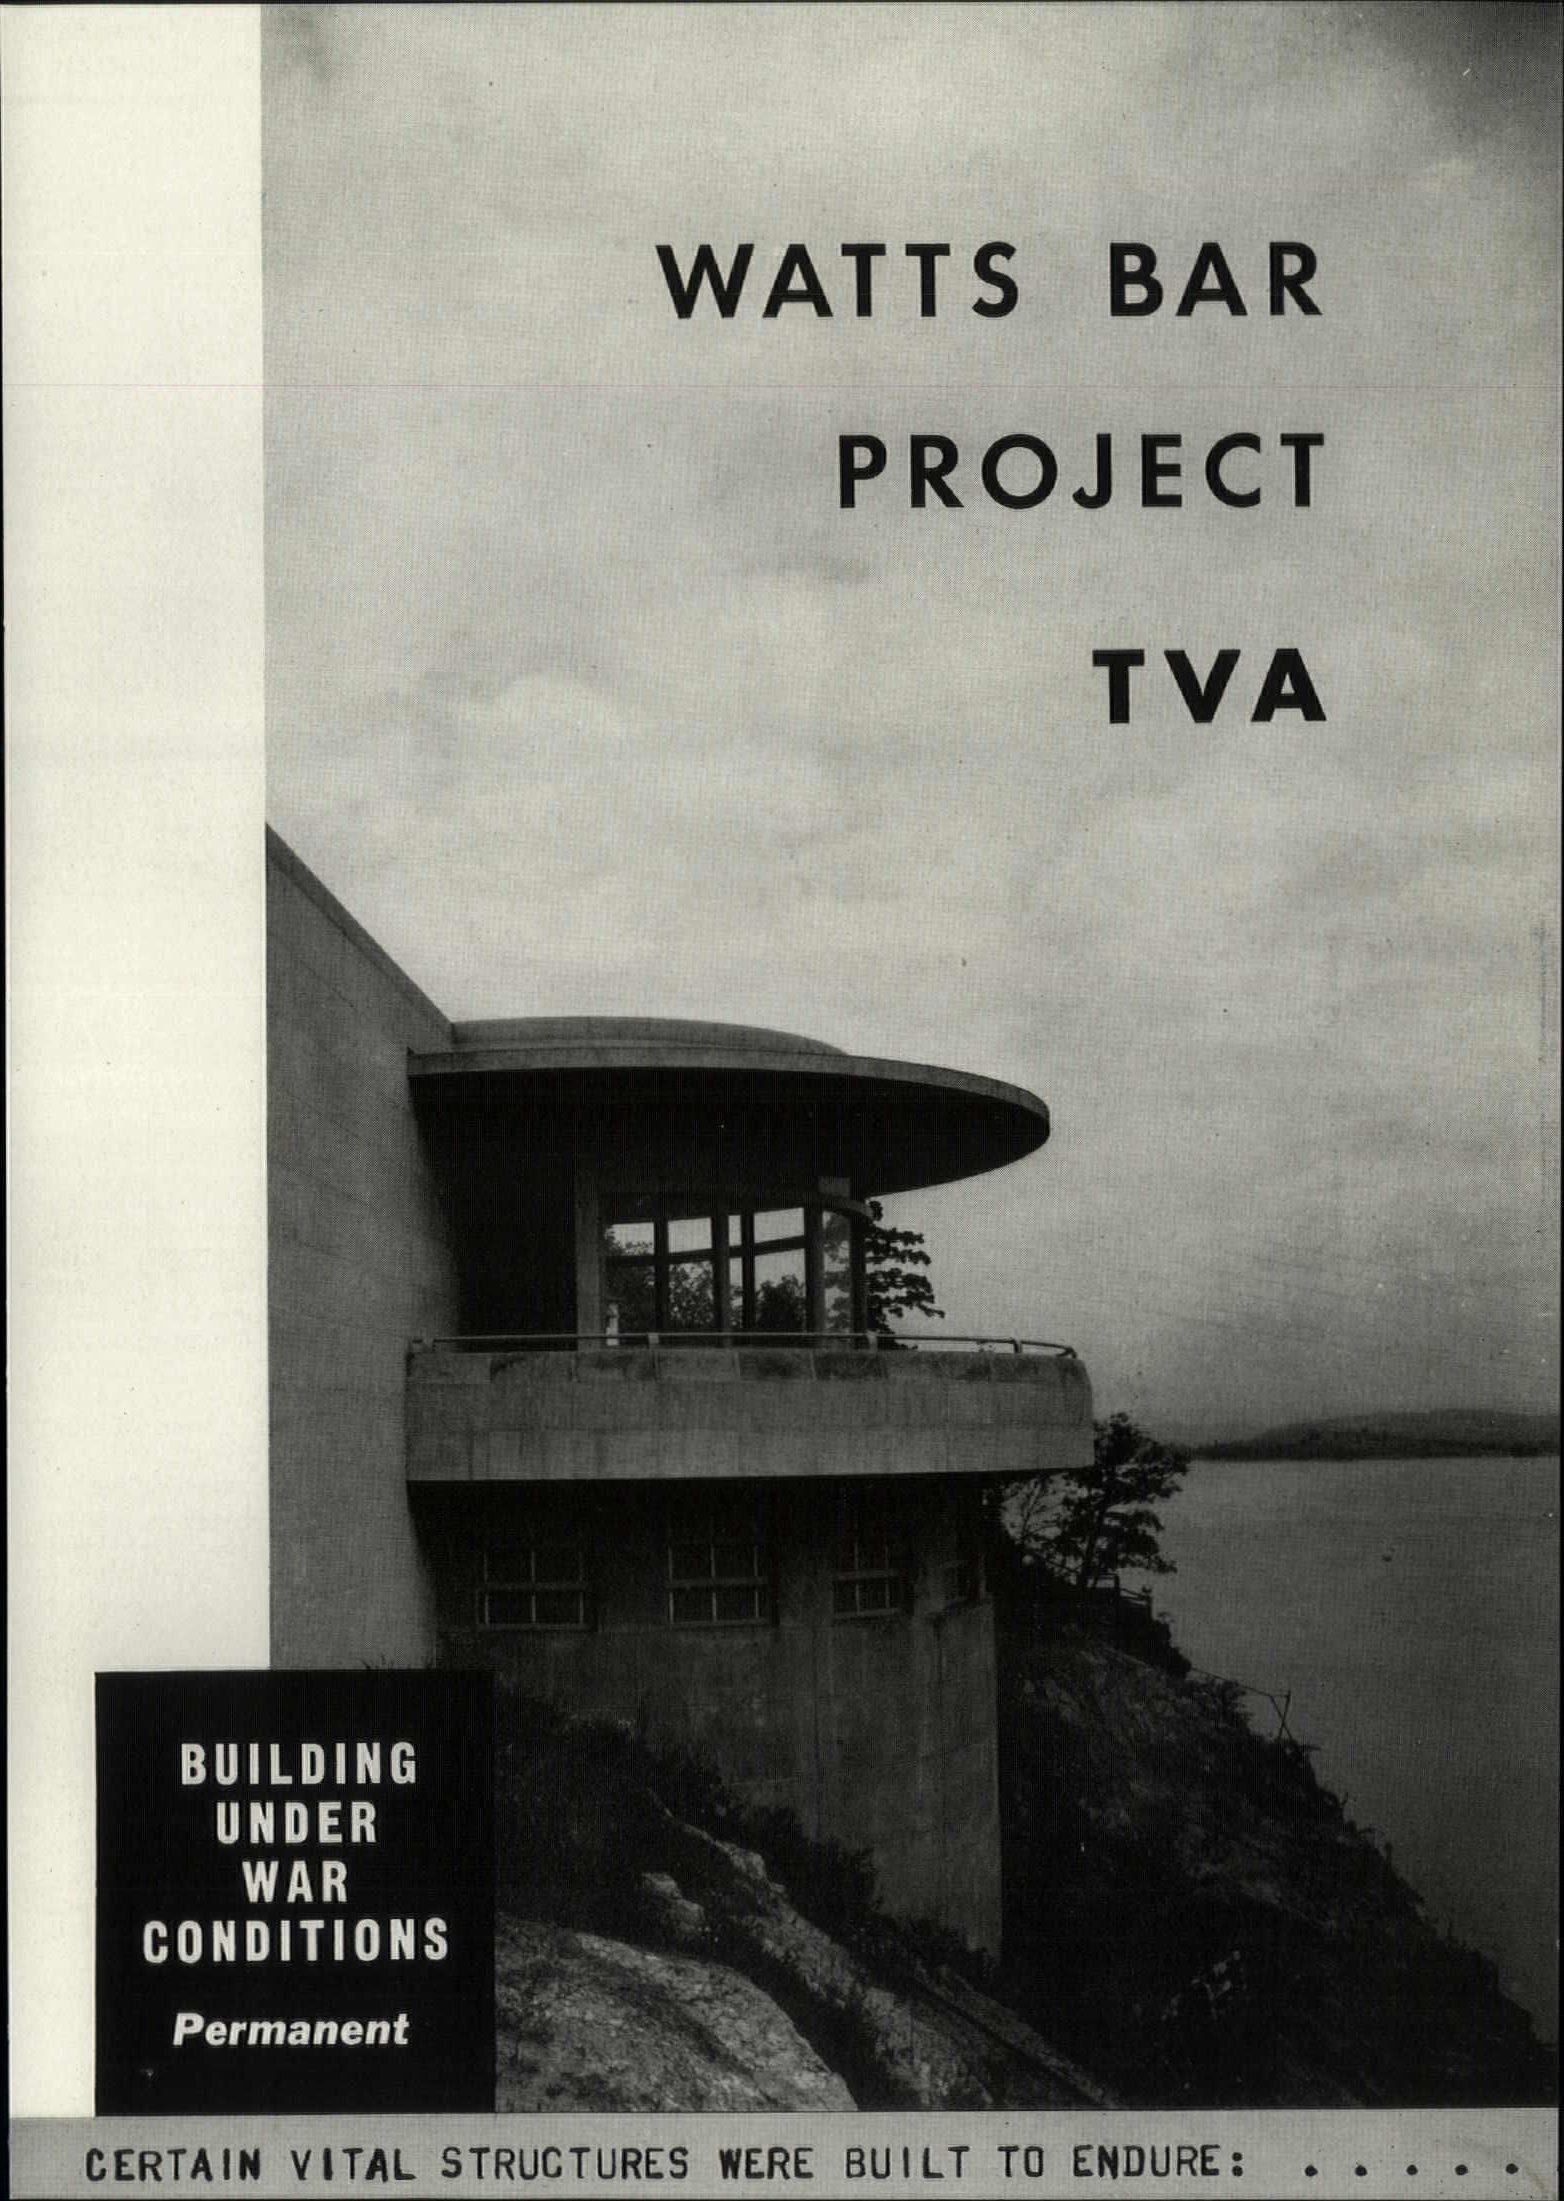 WATTS BAR
PROJECT
TVA
BUILDING
UNDER
WAR
CONDITIONS
Permanent
CERTAIN VITAL STRUCTURES WERE BUILT TO ENDURE: . . . . .